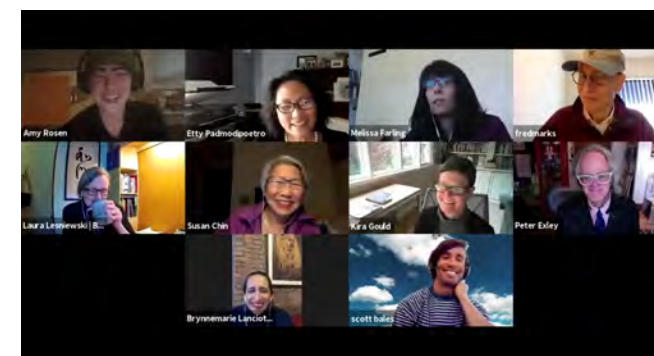 Amy Rosen
Etty Padmodipoetro
Melissa Farling
fredmarks
Laura Lesniewski | B...
Susan Chin
Kira Gould
Peter Exley
Brynnemarie Lanciot...
scott bales